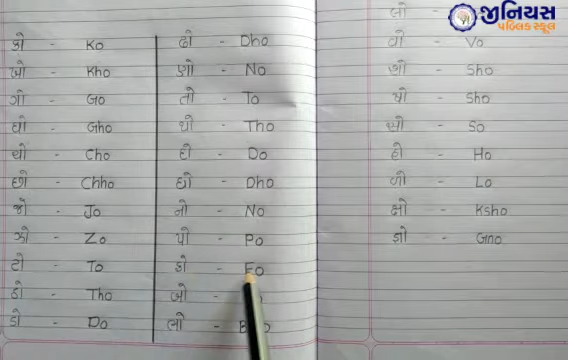 કો - Ko
ખો - Kho
ગો - Go
ઘો - Gho
ચો - Cho
છો - Chho
જો - Jo
ઝો - Zo
ટો - To
ઠો - Tho
ડો - Do
ઢો - Dho
ણો - No
તો - To
થો - Tho
દો - Do
ધો - Dho
નો - No
પો - Po
ફો - Fo
બો -
ભો -
લો -
વો - Vo
શો - Sho
ષો - Sho
સો - So
હો - Ho
ળો - Lo
ક્ષો - Ksho
જ્ઞો - Gno
જીનિયસ
પબ્લિક સ્કૂલ